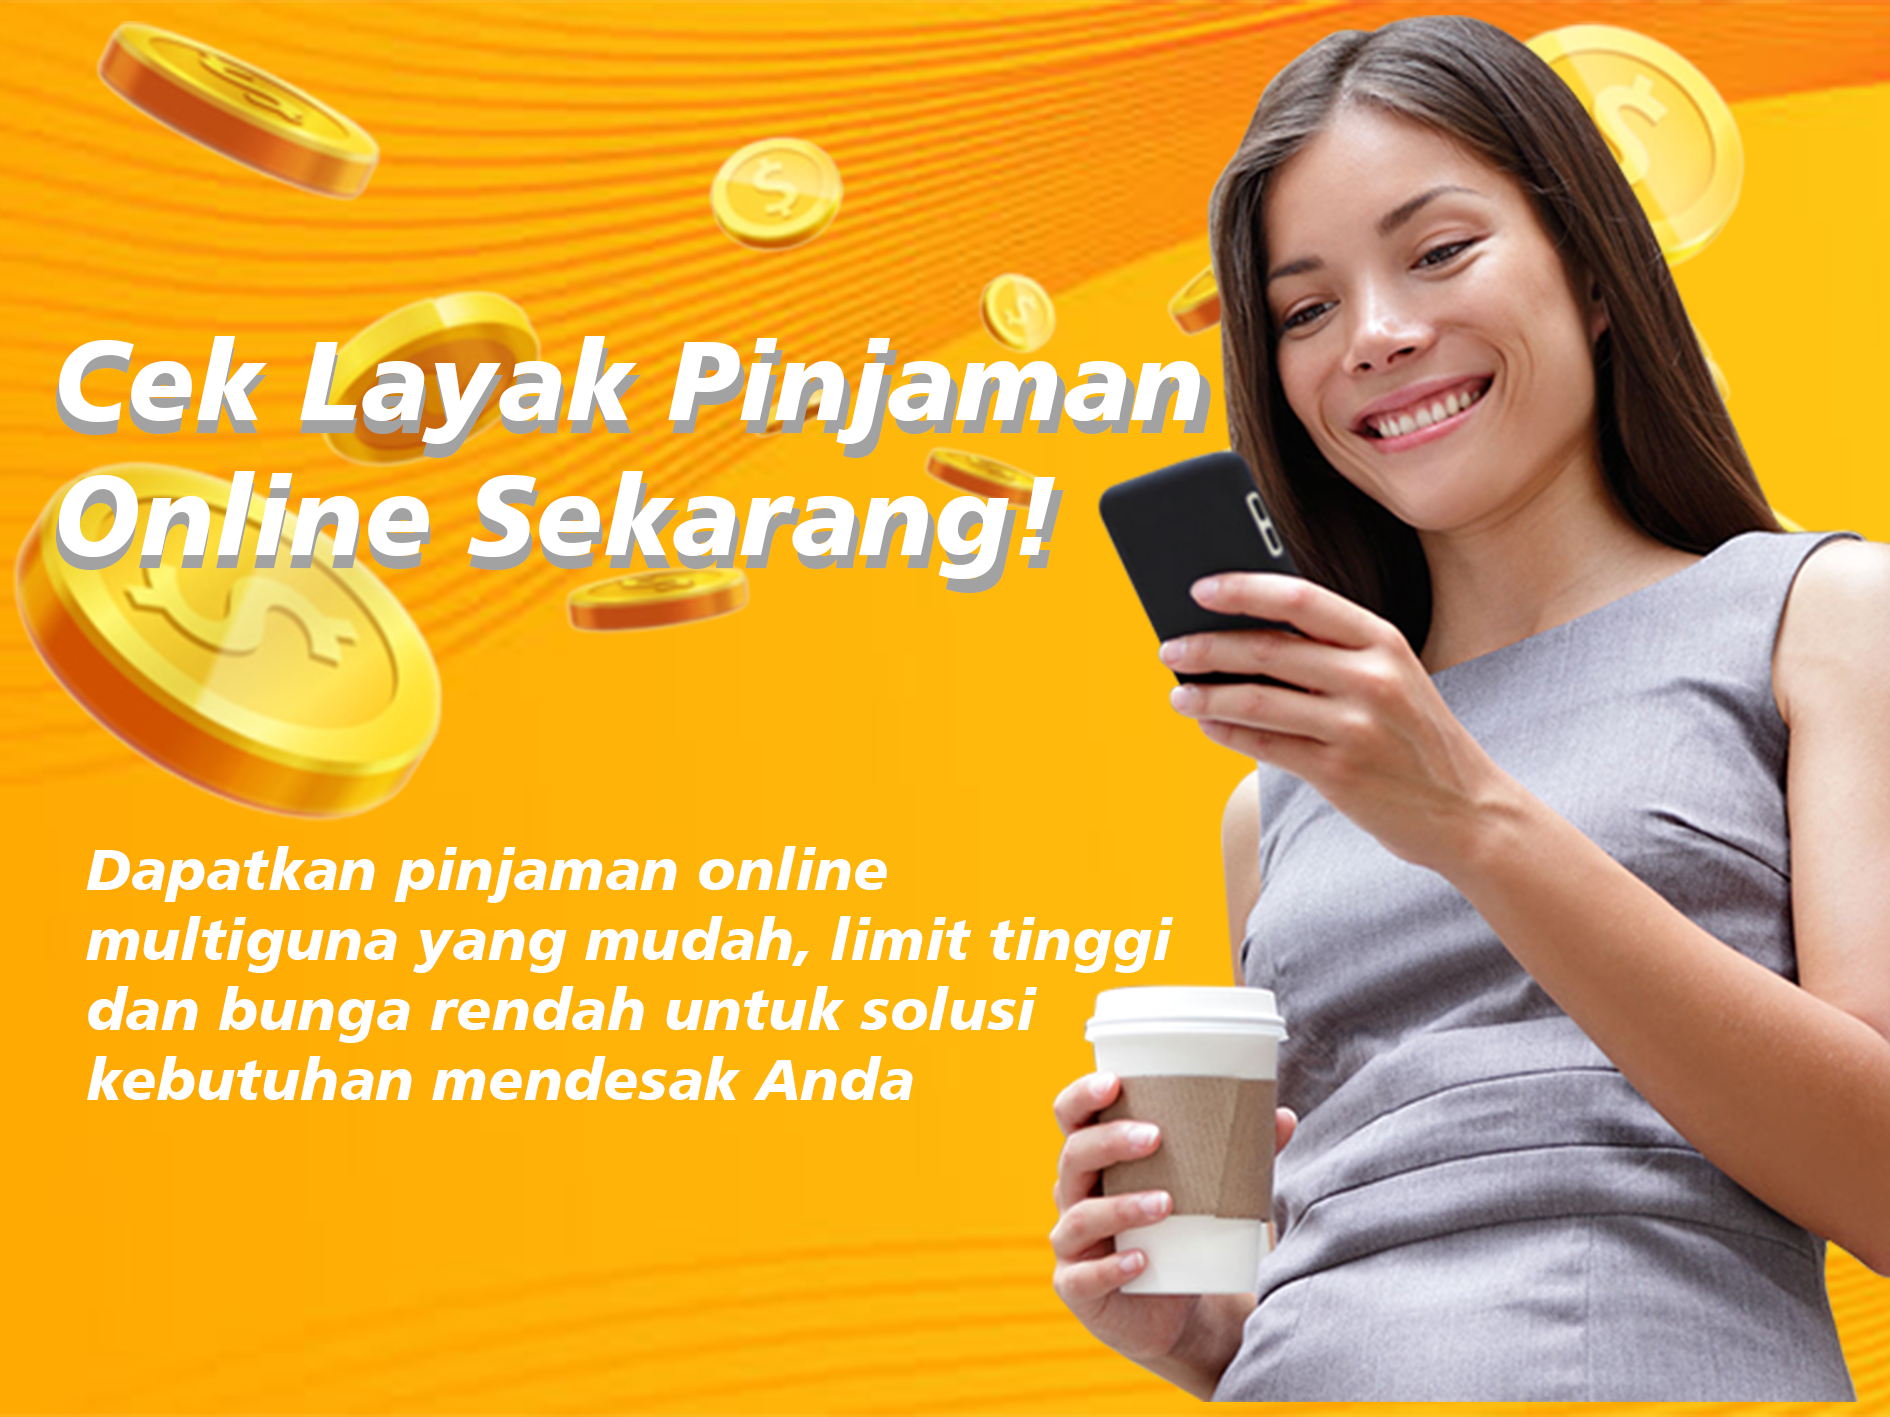 Cek Layak Pinjaman
Online Sekarang!
Dapatkan pinjaman online
multiguna yang mudah, limit tinggi
dan bunga rendah untuk solusi
kebutuhan mendesak Anda